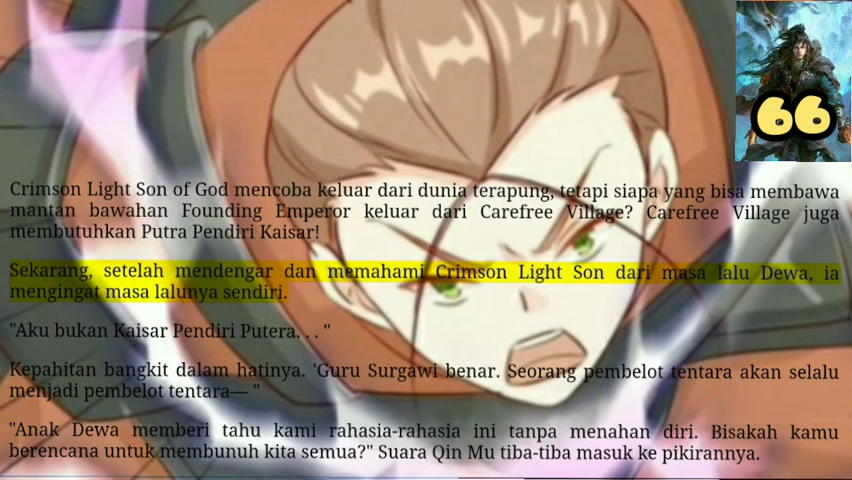 66
Crimson Light Son of God mencoba keluar dari dunia terapung, tetapi siapa yang bisa membawa
mantan bawahan Founding Emperor keluar dari Carefree Village? Carefree Village juga
membutuhkan Putra Pendiri Kaisar!
Sekarang, setelah mendengar dan memahami Crimson Light Son dari masa lalu Dewa, ia
mengingat masa lalunya sendiri.
"Aku bukan Kaisar Pendiri Putera. . . "
Kepahitan bangkit dalam hatinya. 'Guru Surgawi benar. Seorang pembelot tentara akan selalu
menjadi pembelot tentara— "
"Anak Dewa memberi tahu kami rahasia-rahasia ini tanpa menahan diri. Bisakah kamu
berencana untuk membunuh kita semua?" Suara Qin Mu tiba-tiba masuk ke pikirannya.